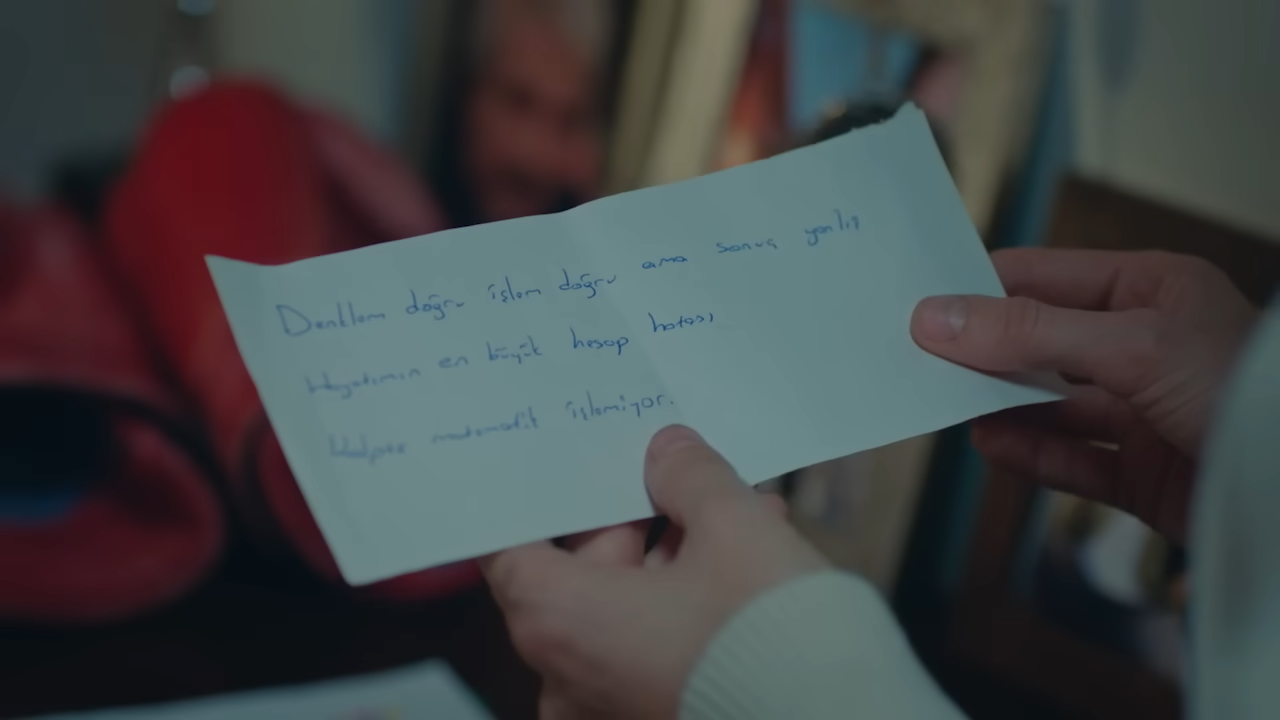 Denklem doğru işlem doğru ama sonuç yanlış
Hayatımın en büyük hesap hatası
Kalpse matematik işlemiyor.